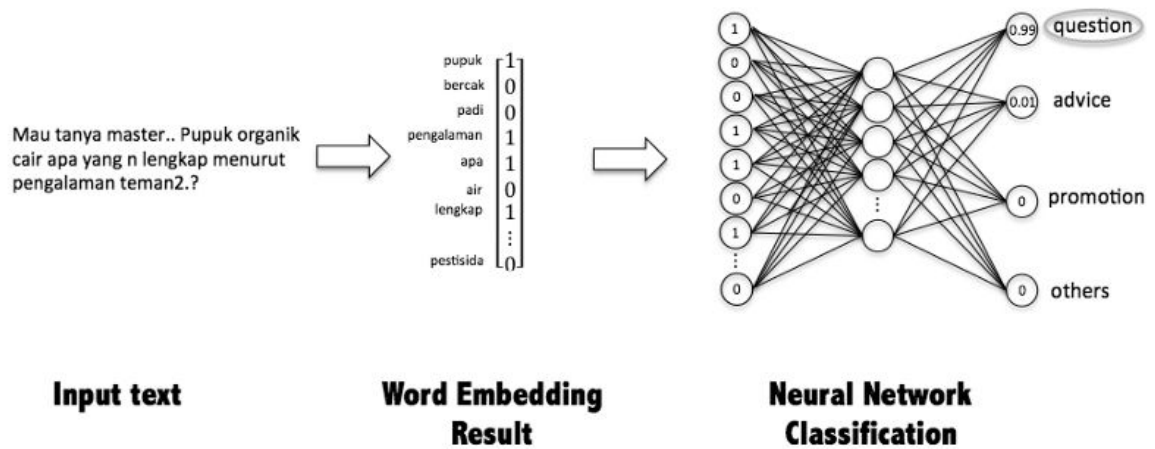 Mau tanya master.. Pupuk organik
cair apa yang n lengkap menurut
pengalaman teman2.?
pupuk 1
bercak 0
padi 0
pengalaman 1
apa 1
air 0
lengkap 1
⋮
pestisida 0
1
0
0
1
1
0
1
⋮
0
⋮
0.99 question
0.01 advice
0 promotion
0 others
Input text
Word Embedding
Result
Neural Network
Classification